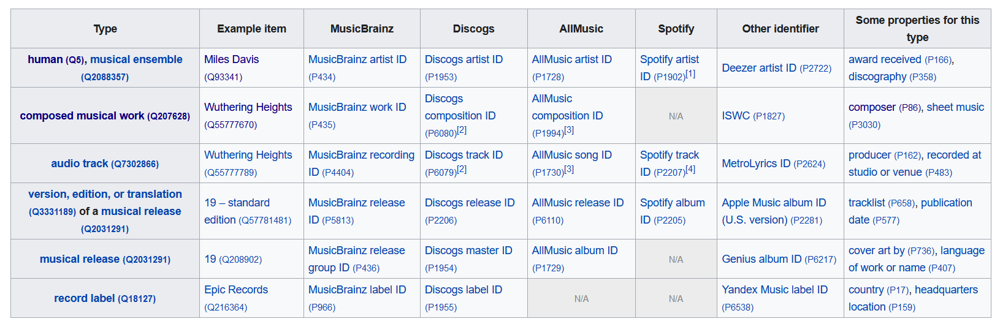 Type
Example item
MusicBrainz
Discogs
AllMusic
Spotify
Other identifier
Some properties for this
type
human (Q5), musical ensemble
(Q2088357)
Miles Davis
(Q93341)
MusicBrainz artist ID
(P434)
Discogs artist ID
(P1953)
AllMusic artist ID
(P1728)
Spotify artist
ID (P1902)[1]
Deezer artist ID (P2722)
award received (P166),
discography (P358)
composed musical work (Q207628)
Wuthering Heights
(Q55777670)
MusicBrainz work ID
(P435)
Discogs
composition ID
(P6080)[2]
AllMusic
composition ID
(P1994)[3]
N/A
ISWC (P1827)
composer (P86), sheet music
(P3030)
audio track (Q7302866)
Wuthering Heights
(Q55777789)
MusicBrainz recording
ID (P4404)
Discogs track ID
(P6079)[2]
AllMusic song ID
(P1730)[3]
Spotify track
ID (P2207)[4]
MetroLyrics ID (P2624)
producer (P162), recorded at
studio or venue (P483)
version, edition, or translation
(Q3331189) of a musical release
(Q2031291)
19 – standard
edition (Q57781481)
MusicBrainz release
ID (P5813)
Discogs release ID
(P2206)
AllMusic release ID
(P6110)
Spotify album
ID (P2205)
Apple Music album ID
(U.S. version) (P2281)
tracklist (P658), publication
date (P577)
musical release (Q2031291)
19 (Q208902)
MusicBrainz release
group ID (P436)
Discogs master ID
(P1954)
AllMusic album ID
(P1729)
N/A
Genius album ID (P6217)
cover art by (P736), language
of work or name (P407)
record label (Q18127)
Epic Records
(Q216364)
MusicBrainz label ID
(P966)
Discogs label ID
(P1955)
N/A
N/A
Yandex Music label ID
(P6538)
country (P17), headquarters
location (P159)